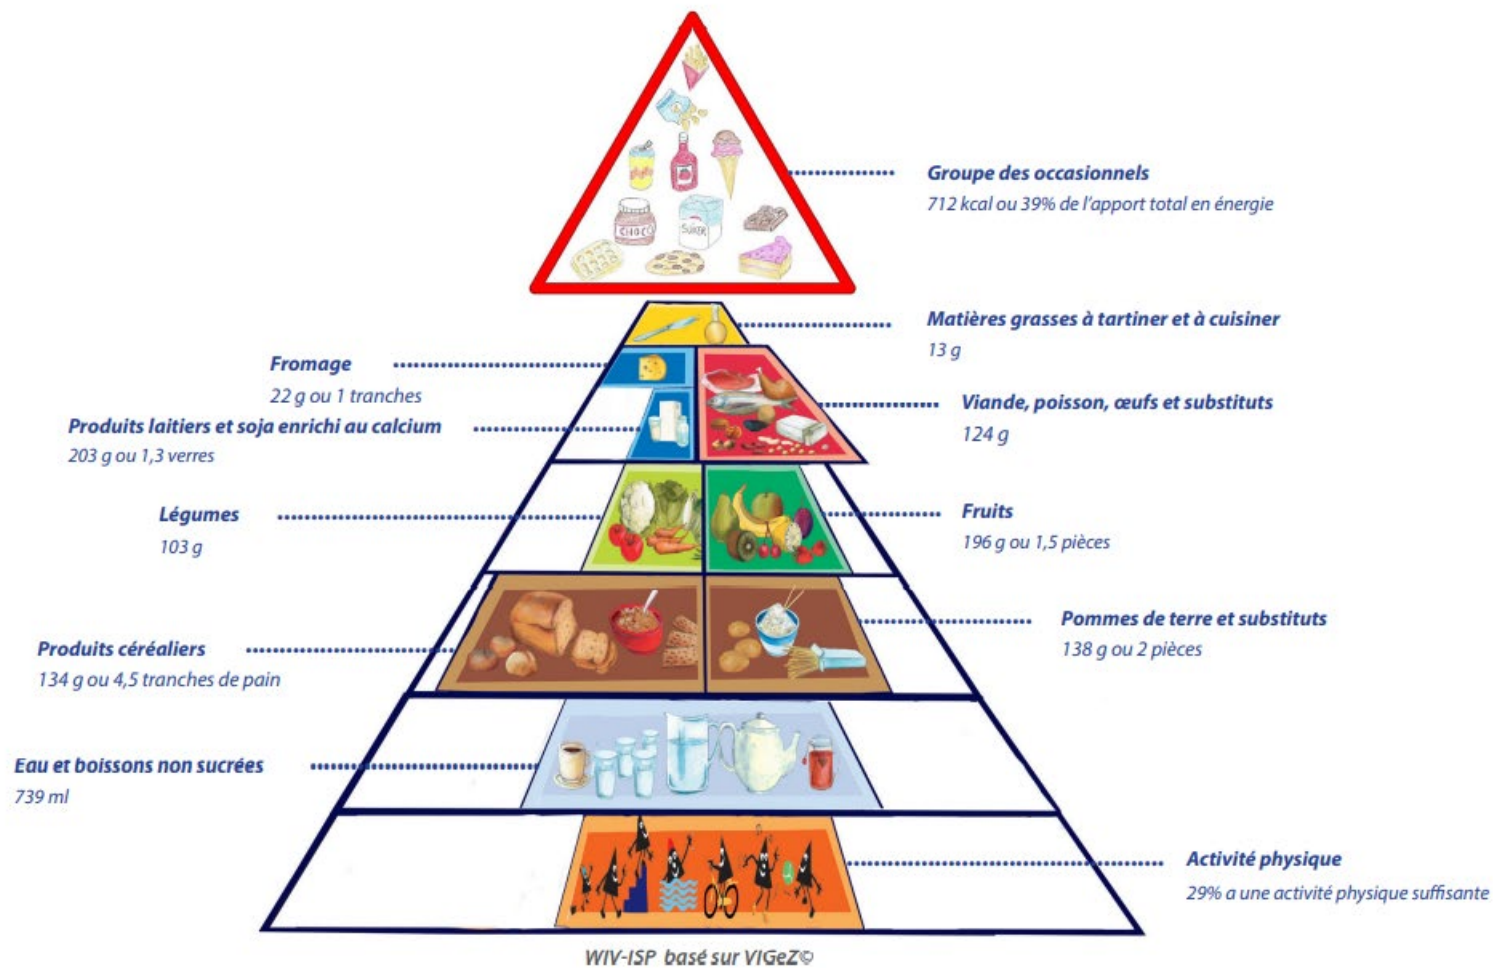 CHOCO
SUIKER
Groupe des occasionnels
712 kcal ou 39% de l'apport total en énergie
Matières grasses à tartiner et à cuisiner
13 g
Fromage
22 g ou 1 tranches
Viande, poisson, œufs et substituts
124 g
Produits laitiers et soja enrichi au calcium
203 g ou 1,3 verres
Légumes
103 g
Fruits
196 g ou 1,5 pièces
Pommes de terre et substituts
138 g ou 2 pièces
Produits céréaliers
134 g ou 4,5 tranches de pain
Eau et boissons non sucrées
739 ml
Activité physique
29% a une activité physique suffisante
WIV-ISP basé sur VIGeZ©